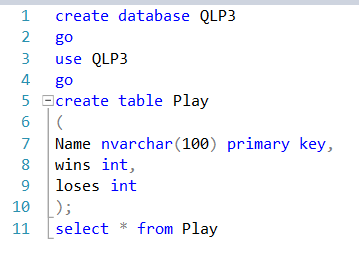 1 create database QLP3
2 go
3 use QLP3
4 go
5 create table Play
6 (
7 Name nvarchar(100) primary key,
8 wins int,
9 loses int
10 );
11 select * from Play